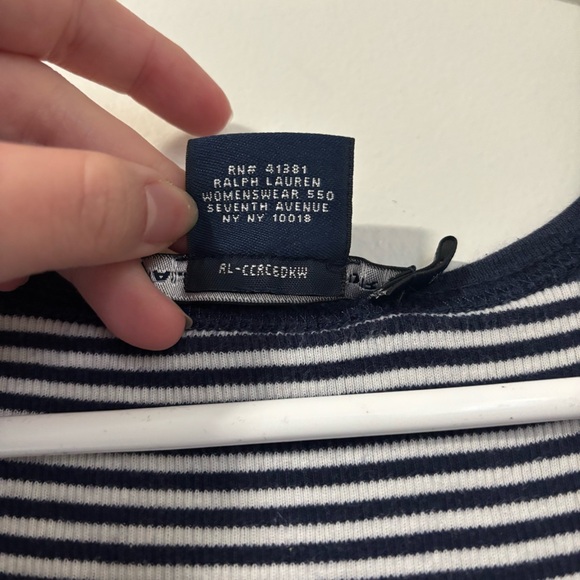 RN# 41381
RALPH LAUREN
WOMENSWEAR 550
SEVENTH AVENUE
NY NY 10018
RL-CCRC6DKW